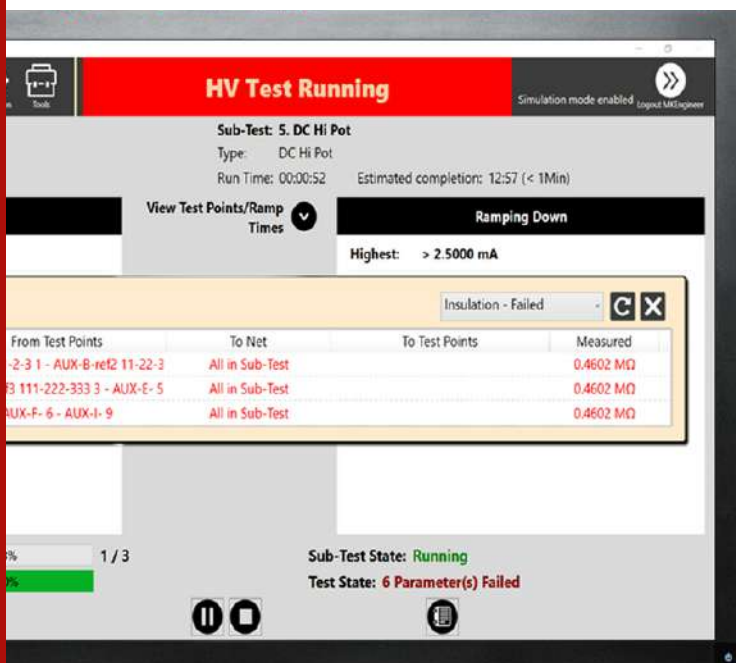 Tools
HV Test Running
Simulation mode enabled
Logout MKEngineer
Sub-Test: 5. DC Hi Pot
Type: DC Hi Pot
Run Time: 00:00:52 Estimated completion: 12:57 (< 1Min)
View Test Points/Ramp
Times
Ramping Down
Highest: > 2.5000 mA
Insulation - Failed
From Test Points To Net To Test Points Measured
-2-3 1 - AUX-B-ref2 11-22-3 All in Sub-Test 0.4602 MΩ
111-222-333 3 - AUX-E- 5 All in Sub-Test 0.4602 MΩ
AUX-F- 6 - AUX-I- 9 All in Sub-Test 0.4602 MΩ
1 / 3
Sub-Test State: Running
Test State: 6 Parameter(s) Failed